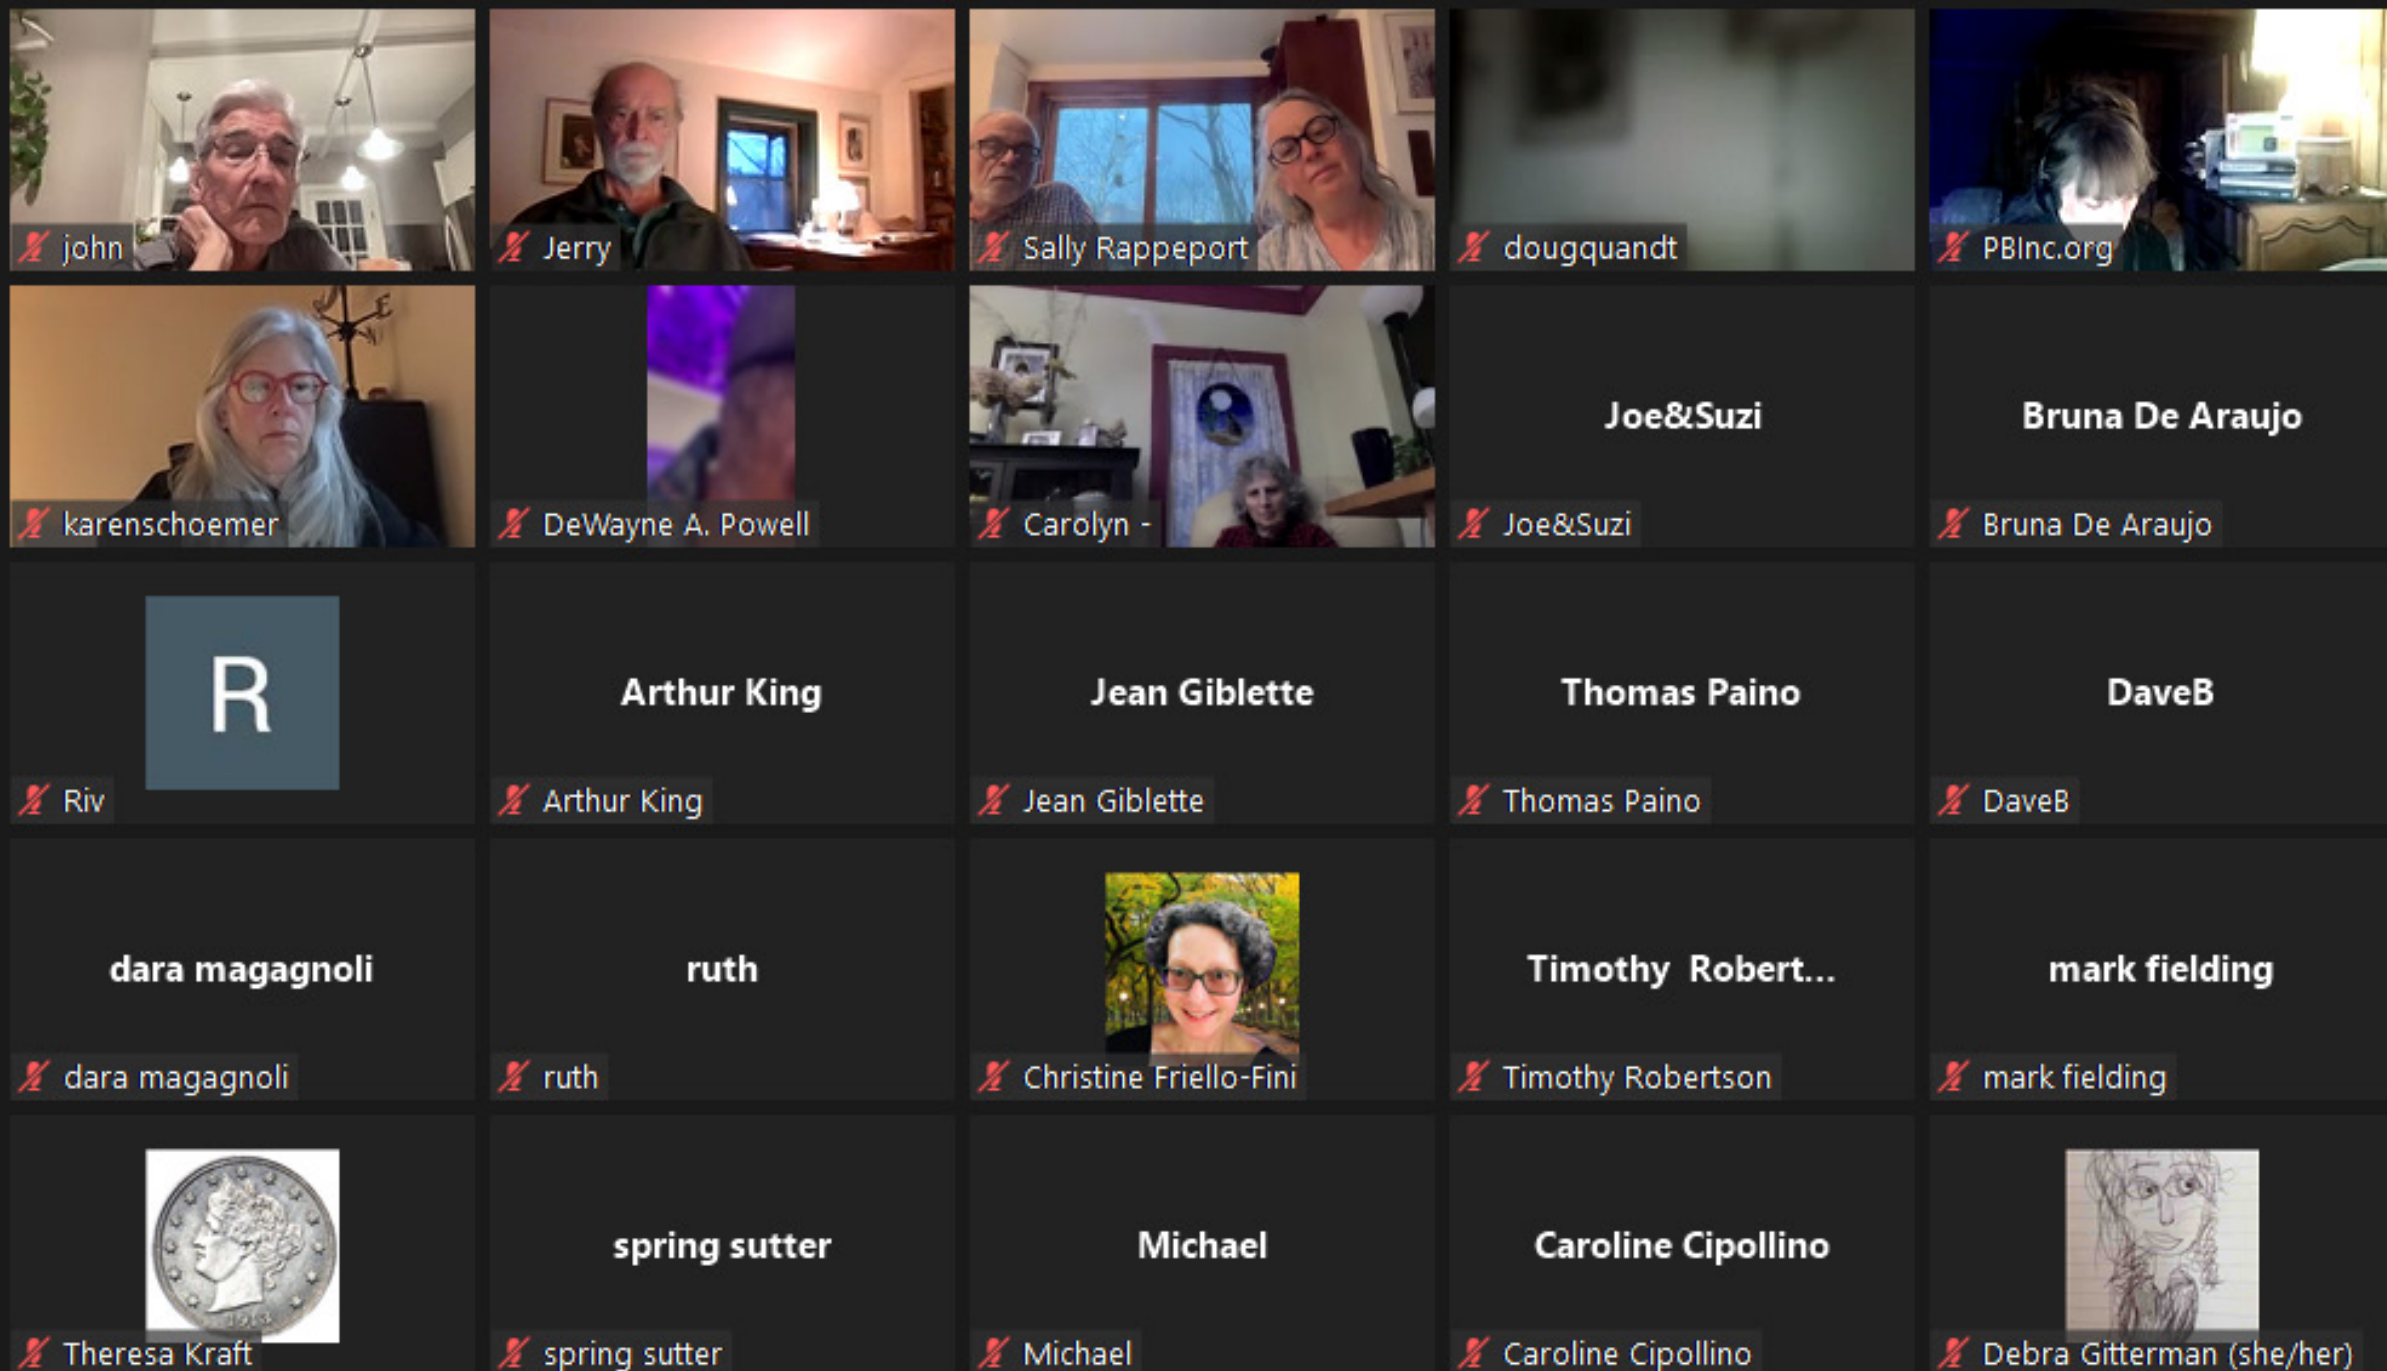 john
Jerry
Sally Rappeport
dougquandt
PBInc.org
E
N
karenschoemer
DeWayne A. Powell
Carolyn -
Joe&Suzi
Joe&Suzi
Bruna De Araujo
Bruna De Araujo
R
Riv
Arthur King
Arthur King
Jean Giblette
Jean Giblette
Thomas Paino
Thomas Paino
DaveB
DaveB
dara magagnoli
dara magagnoli
ruth
ruth
Christine Friello-Fini
Timothy Robert...
Timothy Robertson
mark fielding
mark fielding
1913
Theresa Kraft
spring sutter
spring sutter
Michael
Michael
Caroline Cipollino
Caroline Cipollino
Debra Gitterman (she/her)